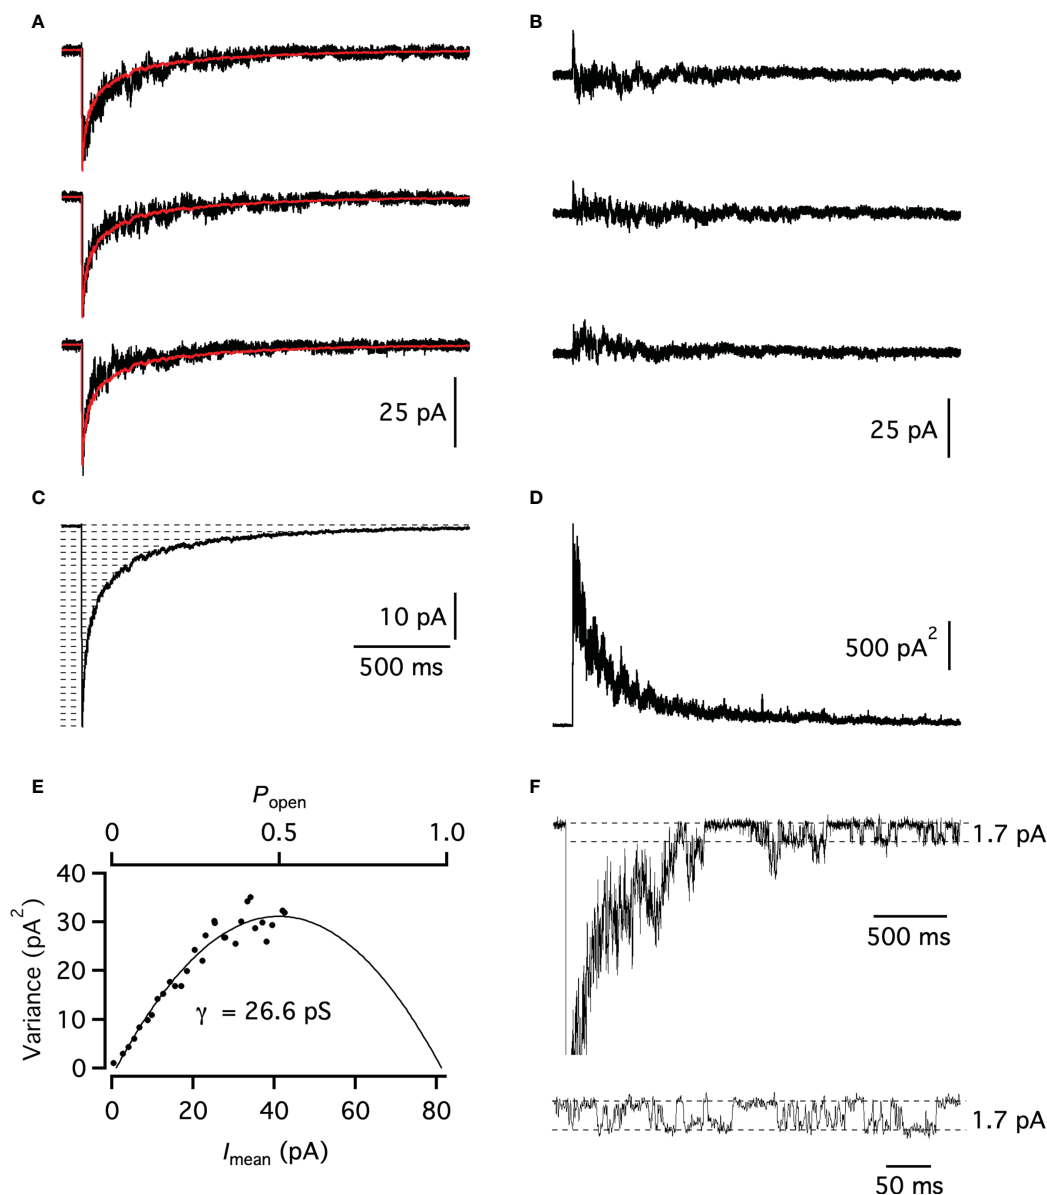 A
B
25 pA
25 pA
C
D
10 pA
500 ms
500 pA²
E
F
Popen
0 0.5 1.0
40
30
20
10
0
Variance (pA²)
γ = 26.6 pS
0 20 40 60 80
Imean (pA)
1.7 pA
500 ms
1.7 pA
50 ms